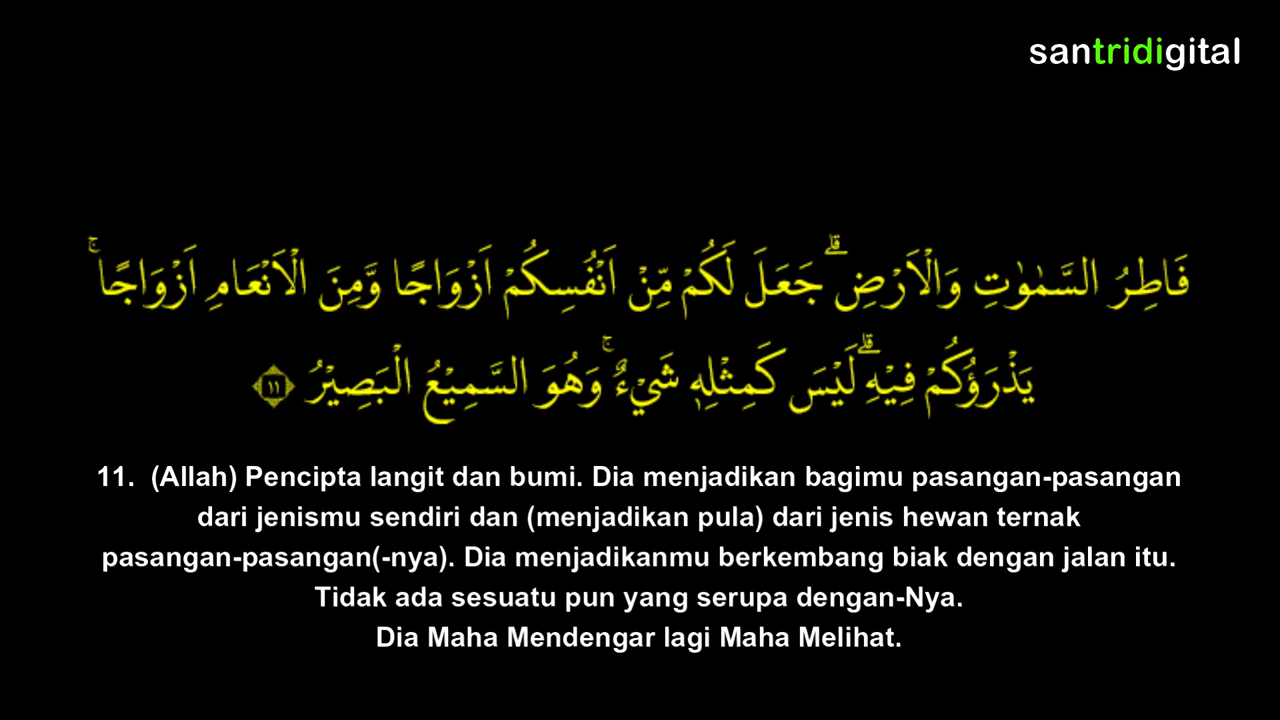 santridigital
فَاطِرُ السَّمٰوٰتِ وَالْاَرْضِۗ جَعَلَ لَكُمْ مِّنْ اَنْفُسِكُمْ اَزْوَاجًا وَّمِنَ الْاَنْعَامِ اَزْوَاجًاۚ
يَذْرَؤُكُمْ فِيْهِۗ لَيْسَ كَمِثْلِهٖ شَيْءٌۚ وَهُوَ السَّمِيْعُ الْبَصِيْرُ ١١
11. (Allah) Pencipta langit dan bumi. Dia menjadikan bagimu pasangan-pasangan
dari jenismu sendiri dan (menjadikan pula) dari jenis hewan ternak
pasangan-pasangan(-nya). Dia menjadikanmu berkembang biak dengan jalan itu.
Tidak ada sesuatu pun yang serupa dengan-Nya.
Dia Maha Mendengar lagi Maha Melihat.